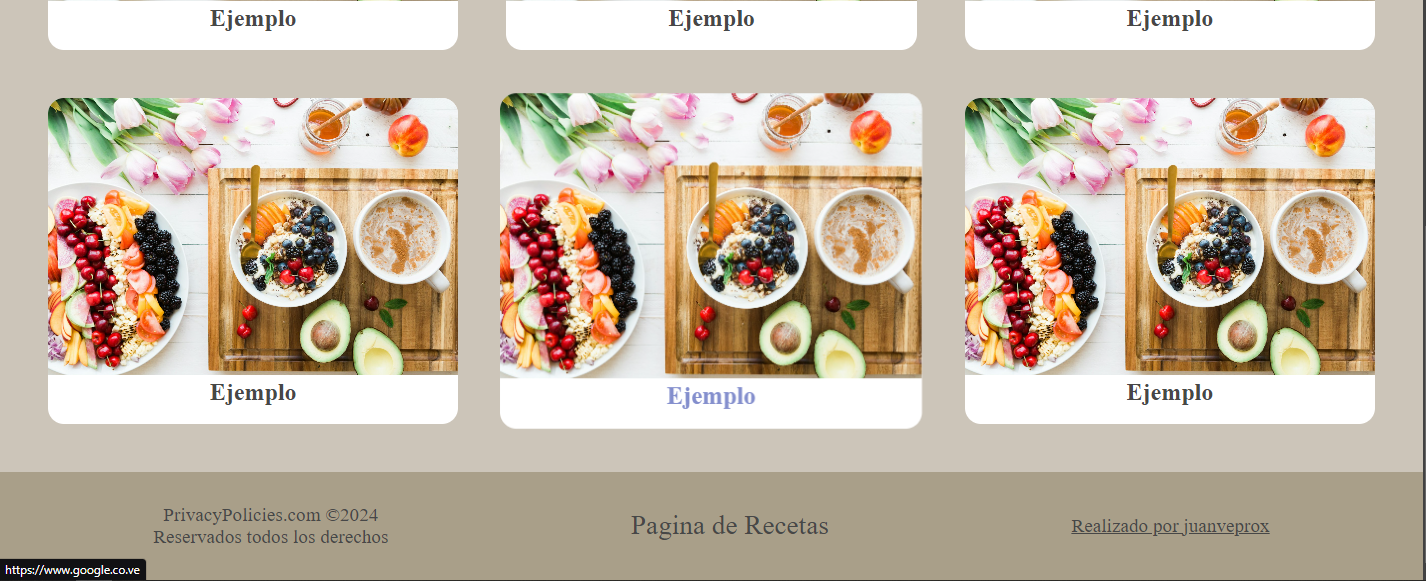 Ejemplo
Ejemplo
Ejemplo
Ejemplo
Ejemplo
Ejemplo
PrivacyPolicies.com ©2024
Reservados todos los derechos
Pagina de Recetas
Realizado por juanveprox
https://www.google.co.ve